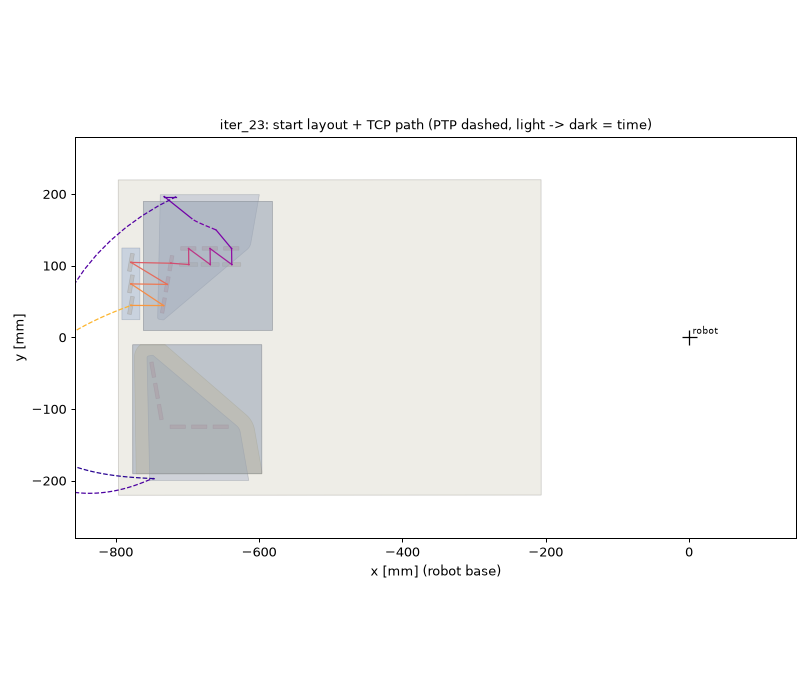 iter_23: start layout + TCP path (PTP dashed, light -> dark = time)
200
100
0
−100
−200
y [mm]
robot
−800
−600
−400
−200
0
x [mm] (robot base)